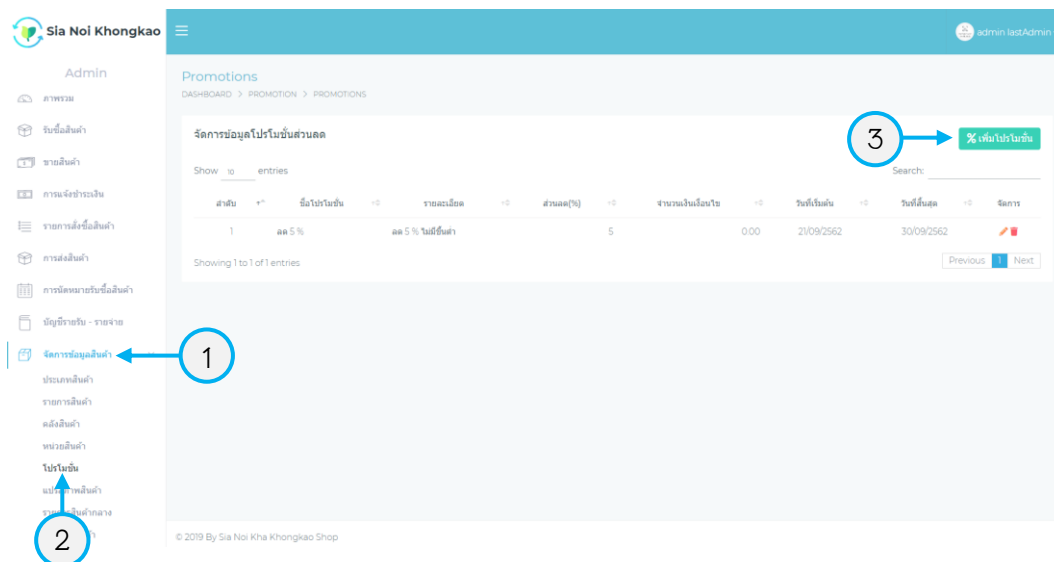 Sia Noi Khongkao
admin lastAdmin
Admin
ภาพรวม
รับซื้อสินค้า
ขายสินค้า
การแจ้งชำระเงิน
รายการสั่งซื้อสินค้า
การส่งสินค้า
การนัดหมายรับซื้อสินค้า
บัญชีรายรับ - รายจ่าย
จัดการข้อมูลสินค้า
1
ประเภทสินค้า
รายการสินค้า
คลังสินค้า
หน่วยสินค้า
โปรโมชั่น
2
Promotions
DASHBOARD > PROMOTION > PROMOTIONS
จัดการข้อมูลโปรโมชั่นส่วนลด
3
% เพิ่มโปรโมชั่น
Show 10 entries
Search:
ลำดับ ชื่อโปรโมชั่น รายละเอียด ส่วนลด(%) จำนวนเงินเงื่อนไข วันที่เริ่มต้น วันที่สิ้นสุด จัดการ
1 ลด 5 % ลด 5 % ไม่มีขั้นต่ำ 5 0.00 21/09/2562 30/09/2562
Showing 1 to 1 of 1 entries
Previous 1 Next
© 2019 By Sia Noi Kha Khongkao Shop